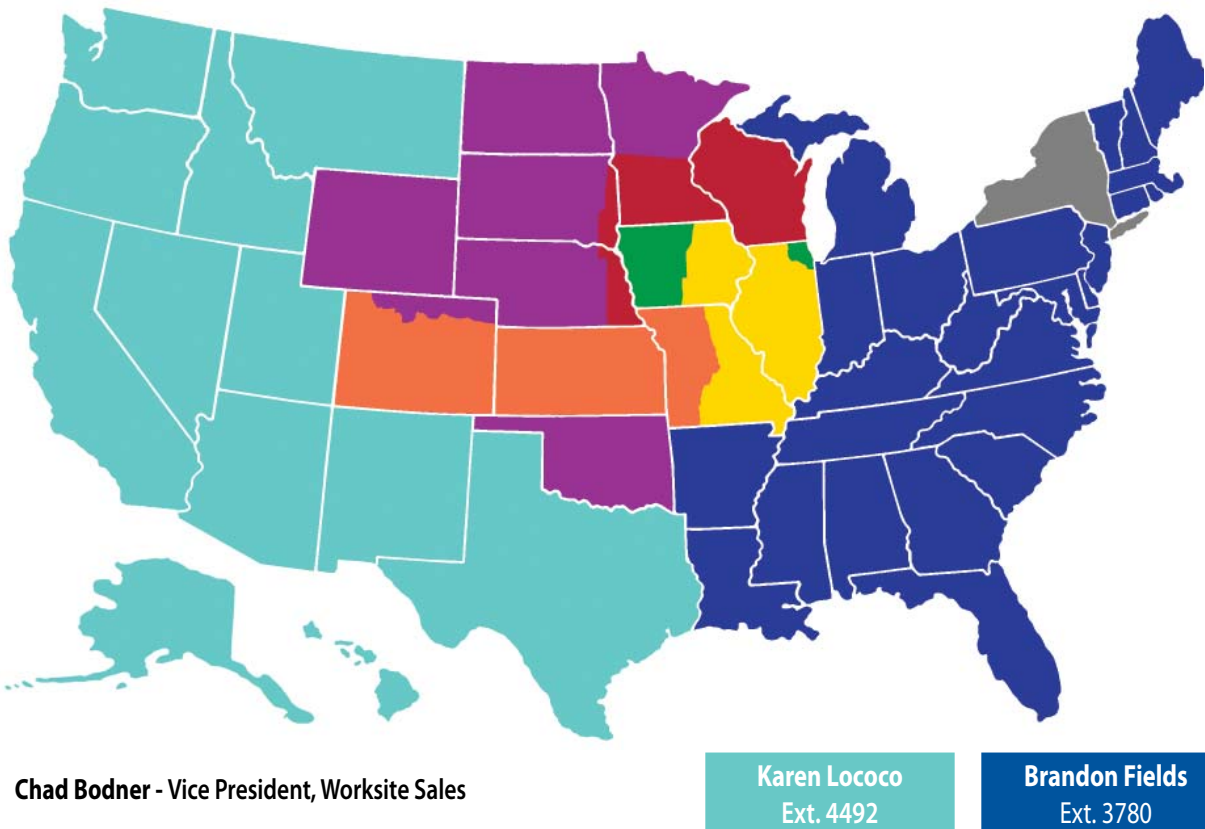 Chad Bodner - Vice President, Worksite Sales
Karen Lococo
Ext. 4492
Brandon Fields
Ext. 3780